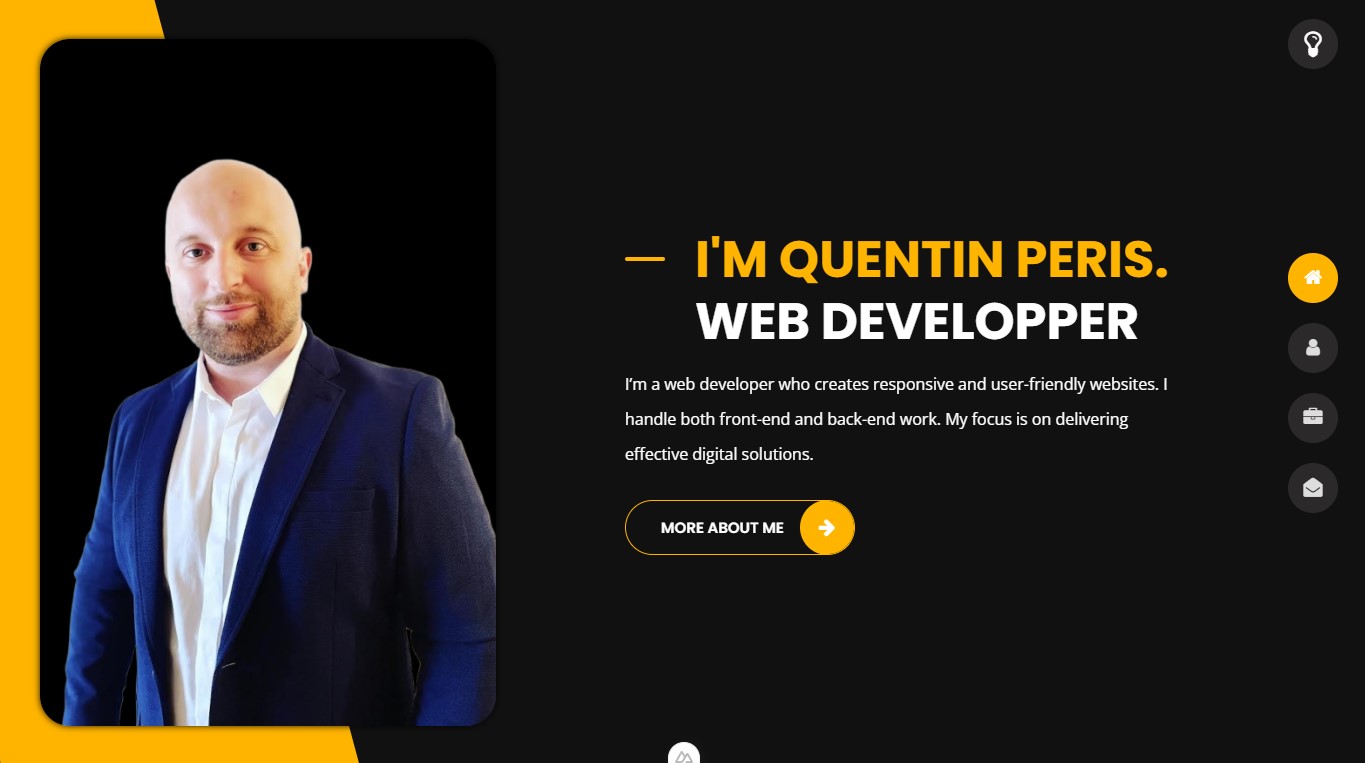 I'M QUENTIN PERIS.
WEB DEVELOPPER
I’m a web developer who creates responsive and user-friendly websites. I
handle both front-end and back-end work. My focus is on delivering
effective digital solutions.
MORE ABOUT ME